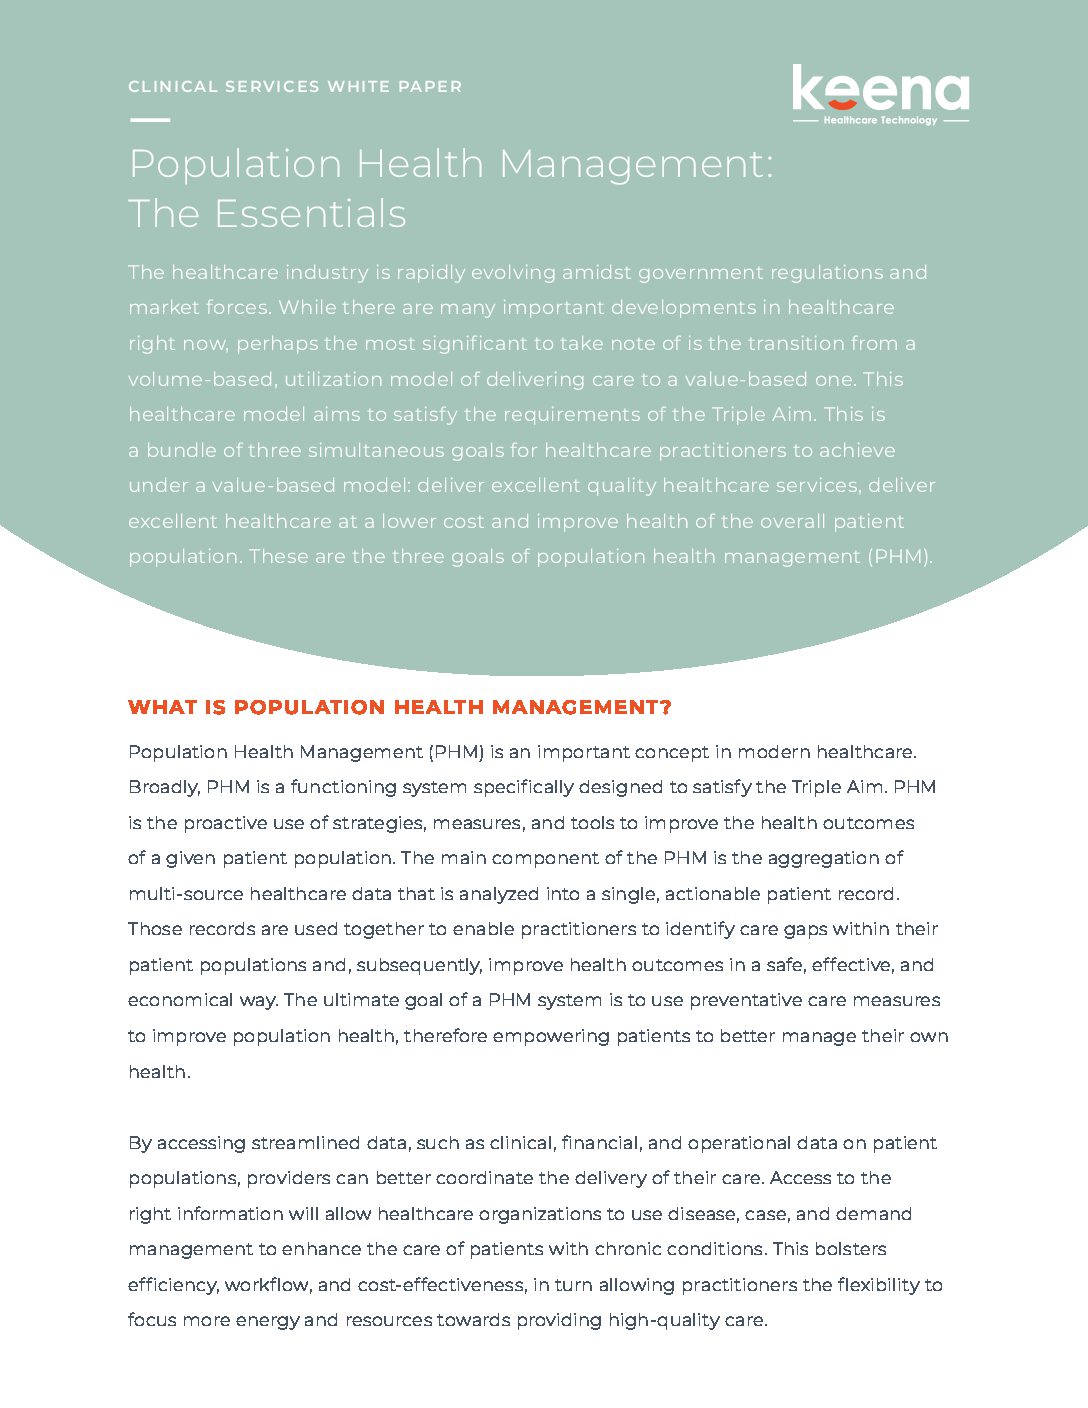 CLINICAL SERVICES WHITE PAPER
keena
Healthcare Technology
Population Health Management:
The Essentials
The healthcare industry is rapidly evolving amidst government regulations and
market forces. While there are many important developments in healthcare
right now, perhaps the most significant to take note of is the transition from a
volume-based, utilization model of delivering care to a value-based one. This
healthcare model aims to satisfy the requirements of the Triple Aim. This is
a bundle of three simultaneous goals for healthcare practitioners to achieve
under a value-based model: deliver excellent quality healthcare services, deliver
excellent healthcare at a lower cost and improve health of the overall patient
population. These are the three goals of population health management (PHM).
WHAT IS POPULATION HEALTH MANAGEMENT?
Population Health Management (PHM) is an important concept in modern healthcare.
Broadly, PHM is a functioning system specifically designed to satisfy the Triple Aim. PHM
is the proactive use of strategies, measures, and tools to improve the health outcomes
of a given patient population. The main component of the PHM is the aggregation of
multi-source healthcare data that is analyzed into a single, actionable patient record.
Those records are used together to enable practitioners to identify care gaps within their
patient populations and, subsequently, improve health outcomes in a safe, effective, and
economical way. The ultimate goal of a PHM system is to use preventative care measures
to improve population health, therefore empowering patients to better manage their own
health.
By accessing streamlined data, such as clinical, financial, and operational data on patient
populations, providers can better coordinate the delivery of their care. Access to the
right information will allow healthcare organizations to use disease, case, and demand
management to enhance the care of patients with chronic conditions. This bolsters
efficiency, workflow, and cost-effectiveness, in turn allowing practitioners the flexibility to
focus more energy and resources towards providing high-quality care.